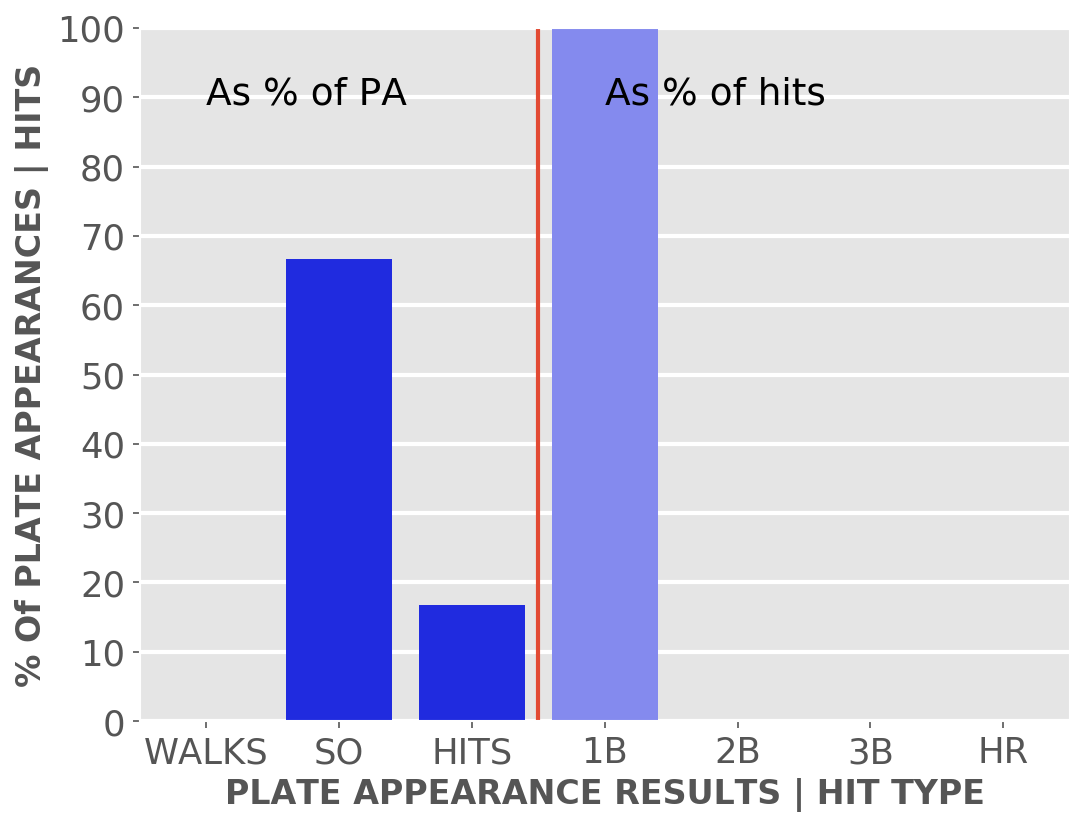 100
90
80
70
60
50
40
30
20
10
0
% Of PLATE APPEARANCES | HITS
As % of PA
As % of hits
WALKS SO HITS 1B 2B 3B HR
PLATE APPEARANCE RESULTS | HIT TYPE